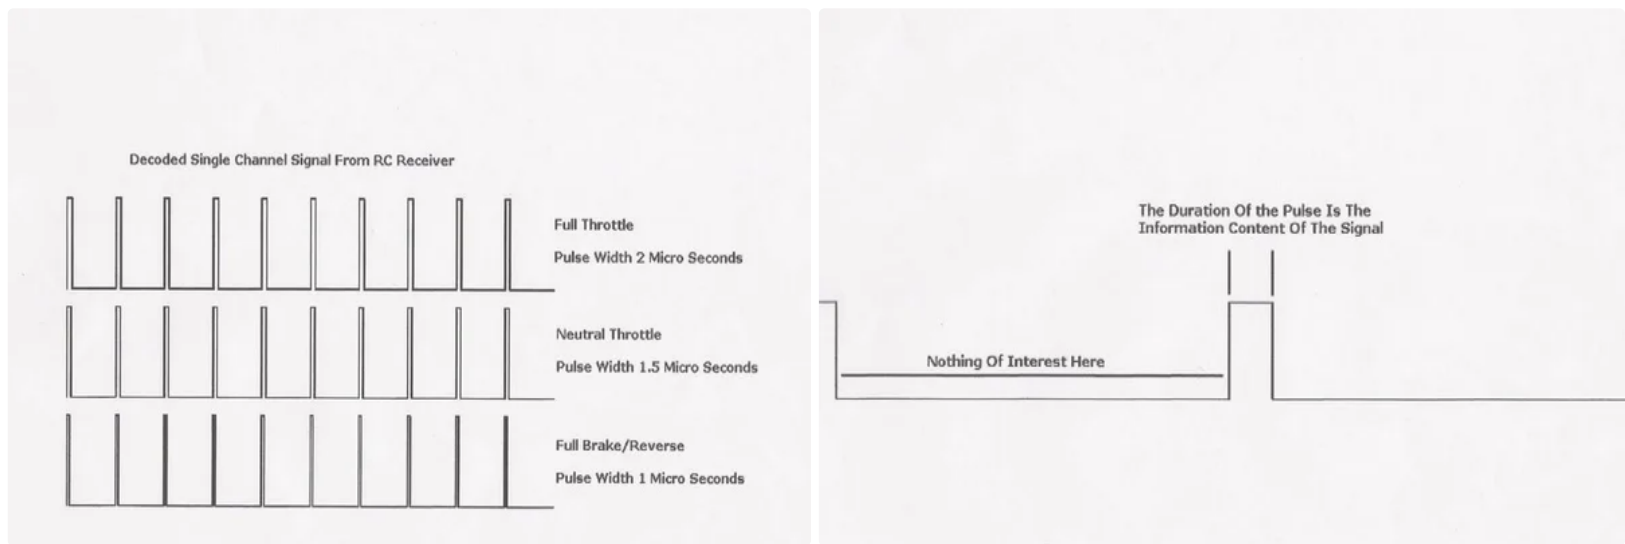 Decoded Single Channel Signal From RC Receiver
Full Throttle
Pulse Width 2 Micro Seconds
Neutral Throttle
Pulse Width 1.5 Micro Seconds
Full Brake/Reverse
Pulse Width 1 Micro Seconds
The Duration Of the Pulse Is The
Information Content Of The Signal
Nothing Of Interest Here